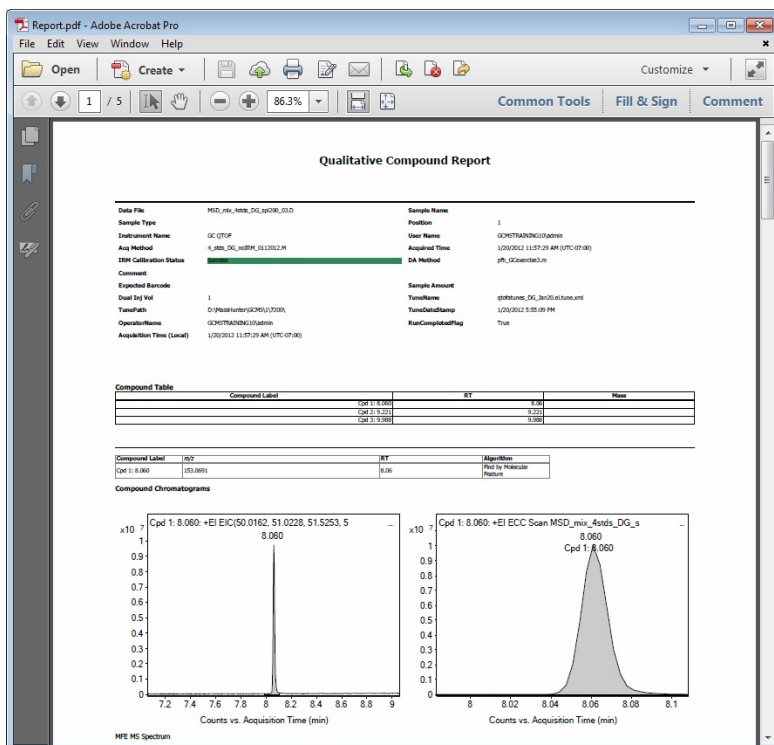 Report.pdf - Adobe Acrobat Pro
File Edit View Window Help
Open Create Customize
1 / 5 86.3% Common Tools Fill & Sign Comment
Qualitative Compound Report
Data File MSD_mix_4stds_DG_spl200_03.D Sample Name
Sample Type Position 1
Instrument Name GC QTOF User Name GCMSTRAINING10\admin
Acq Method 4_stds_DG_noIRM_0112012.M Acquired Time 1/20/2012 11:57:29 AM (UTC-07:00)
IRM Calibration Status Success DA Method
Comment
Expected Barcode Sample Amount
Dual Inj Vol 1 TuneName qtofatunes_DG_Jan20.ei.tune.xml
TunePath D:\MassHunter\GCMS\1\7200\ TuneDateStamp 1/20/2012 5:55:09 PM
OperatorName GCMSTRAINING10\admin RunCompletedFlag True
Acquisition Time (Local) 1/20/2012 11:57:29 AM (UTC-07:00)
Compound Table
Compound Label RT Mass
Cpd 1: 8.060 8.06
Cpd 2: 9.221 9.221
Cpd 3: 9.988 9.988
Compound Label m/z RT Algorithm
Cpd 1: 8.060 153.0691 8.06 Find by Molecular
Feature
Compound Chromatograms
x10 7 Cpd 1: 8.060: +EI EIC(50.0162, 51.0228, 51.5253, 5
8.060
1
0.9
0.8
0.7
0.6
0.5
0.4
0.3
0.2
0.1
0
7.2 7.4 7.6 7.8 8 8.2 8.4 8.6 8.8 9
Counts vs. Acquisition Time (min)
x10 7 Cpd 1: 8.060: +EI ECC Scan MSD_mix_4stds_DG_s
8.060
Cpd 1: 8.060
1
0.9
0.8
0.7
0.6
0.5
0.4
0.3
0.2
0.1
0
8 8.02 8.04 8.06 8.08 8.1
Counts vs. Acquisition Time (min)
MFE MS Spectrum